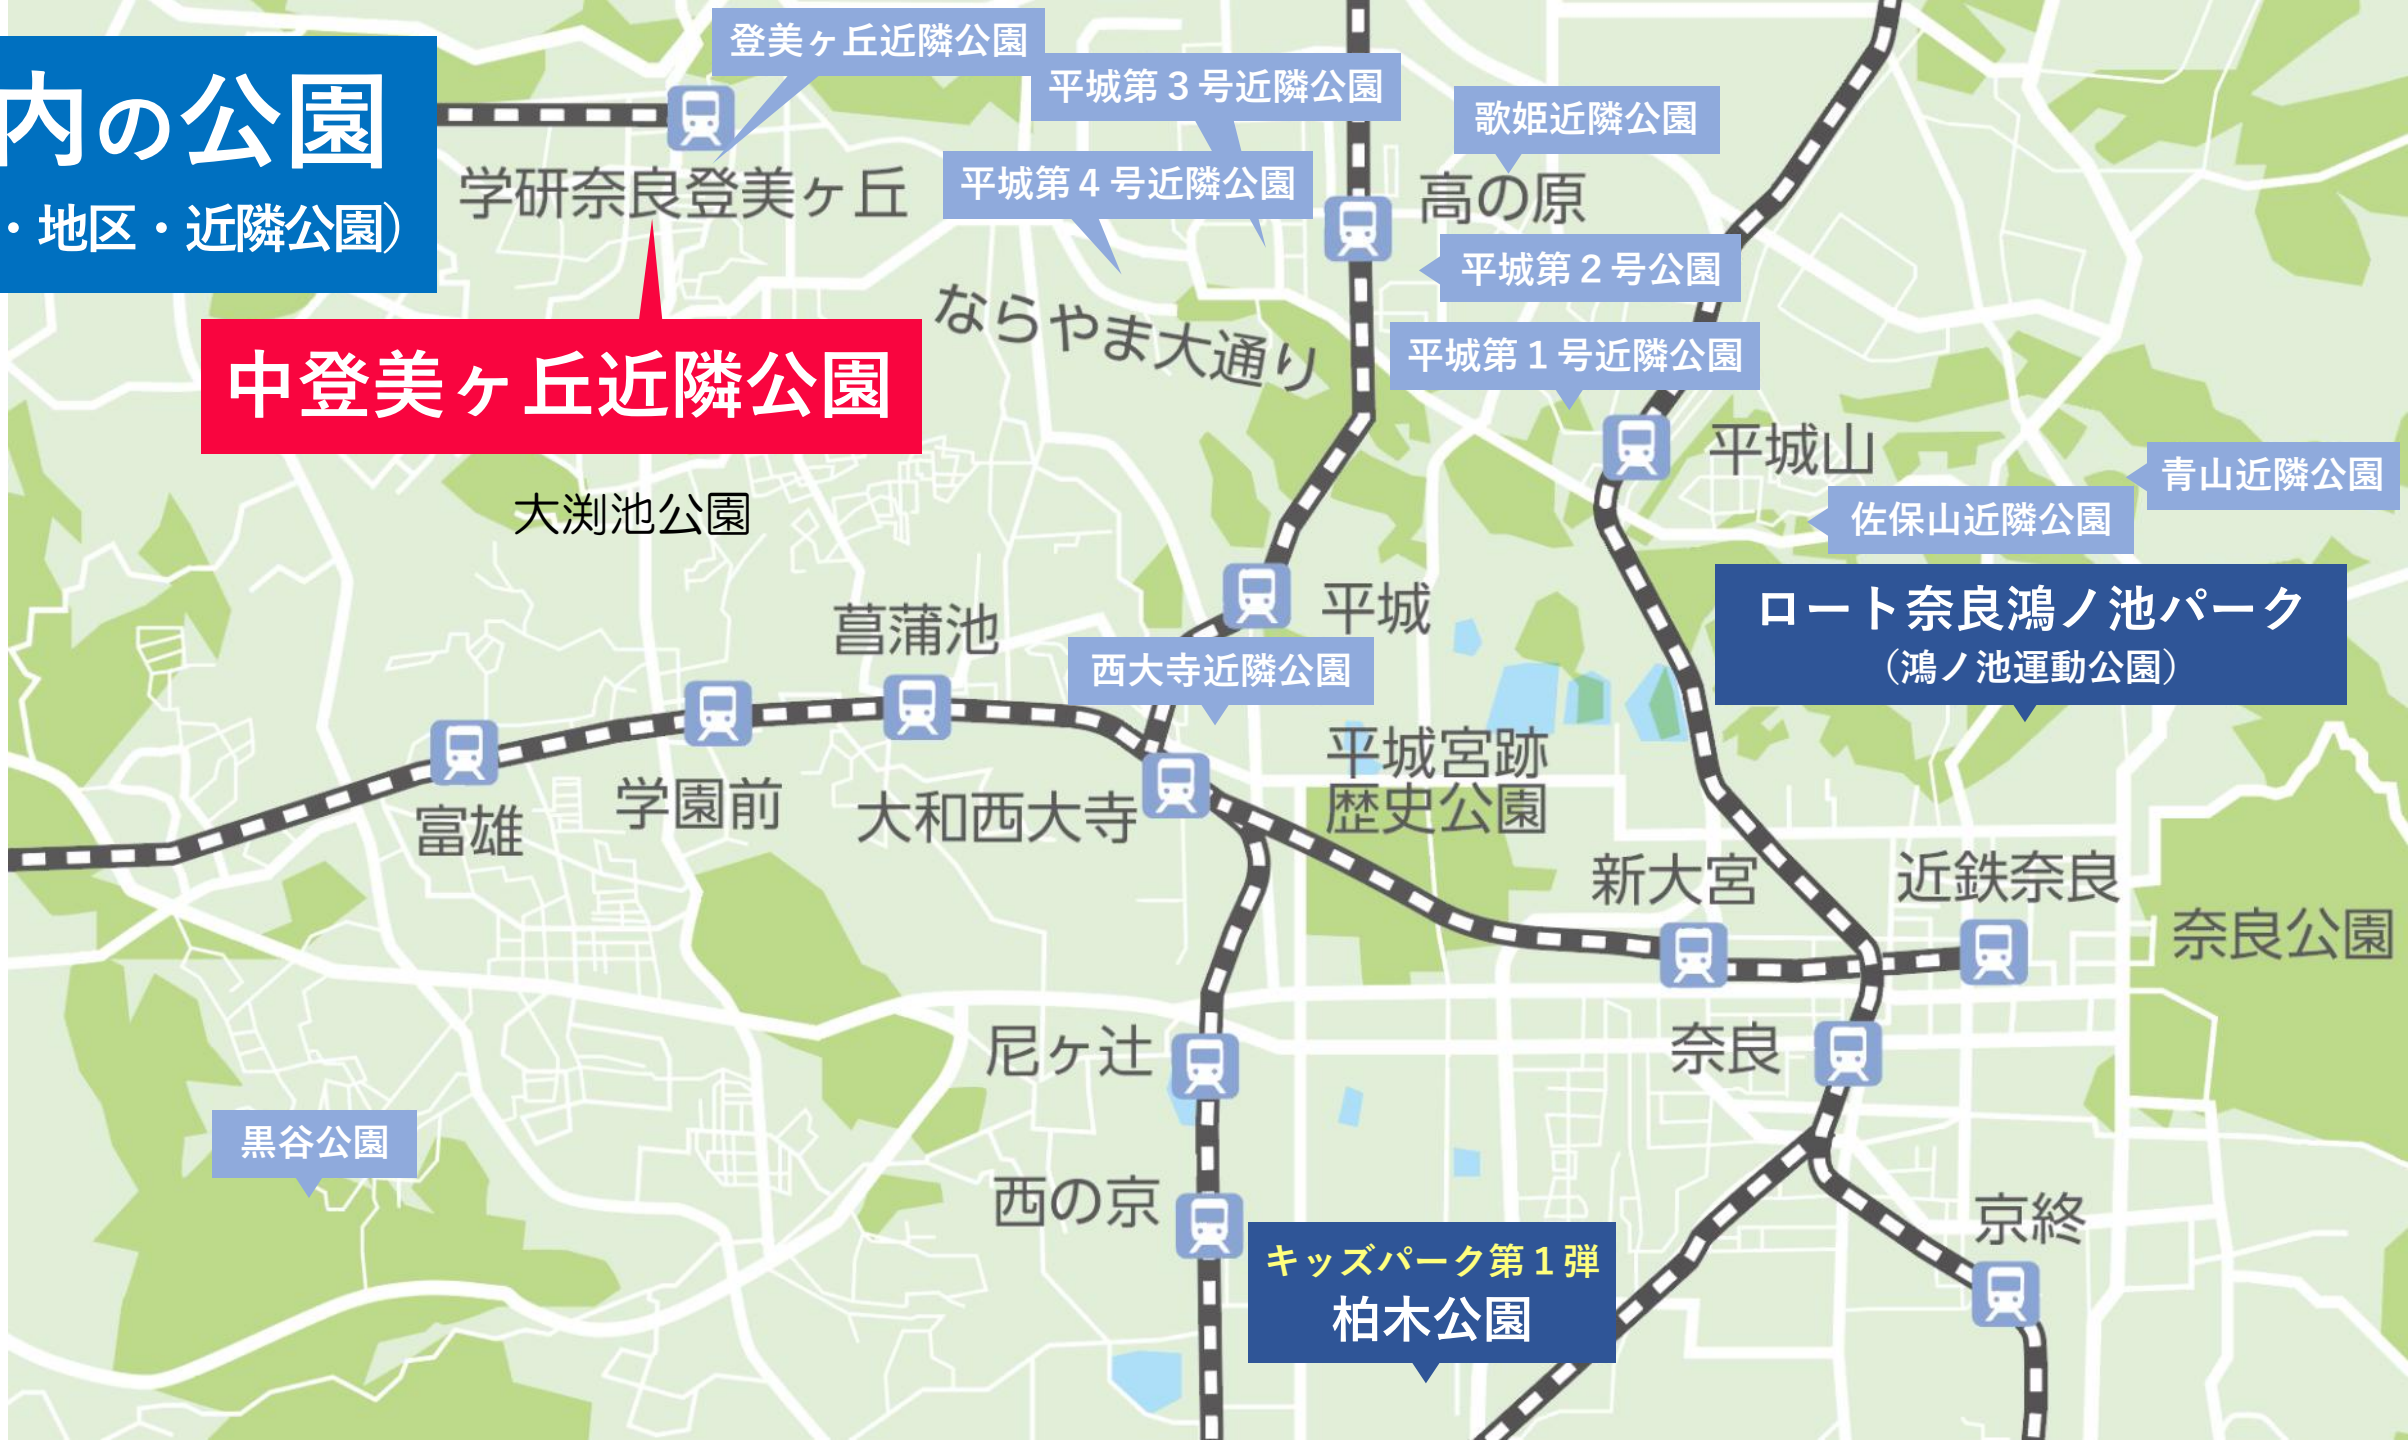 内の公園
・地区・近隣公園）
登美ヶ丘近隣公園
平城第３号近隣公園
歌姫近隣公園
学研奈良登美ヶ丘
平城第４号近隣公園
高の原
平城第２号公園
ならやま大通り
平城第１号近隣公園
中登美ヶ丘近隣公園
平城山
青山近隣公園
佐保山近隣公園
大渕池公園
ロート奈良鴻ノ池パーク
（鴻ノ池運動公園）
平城
菖蒲池
西大寺近隣公園
平城宮跡
歴史公園
富雄
学園前
大和西大寺
新大宮
近鉄奈良
奈良公園
尼ヶ辻
奈良
黒谷公園
西の京
京終
キッズパーク第１弾
柏木公園